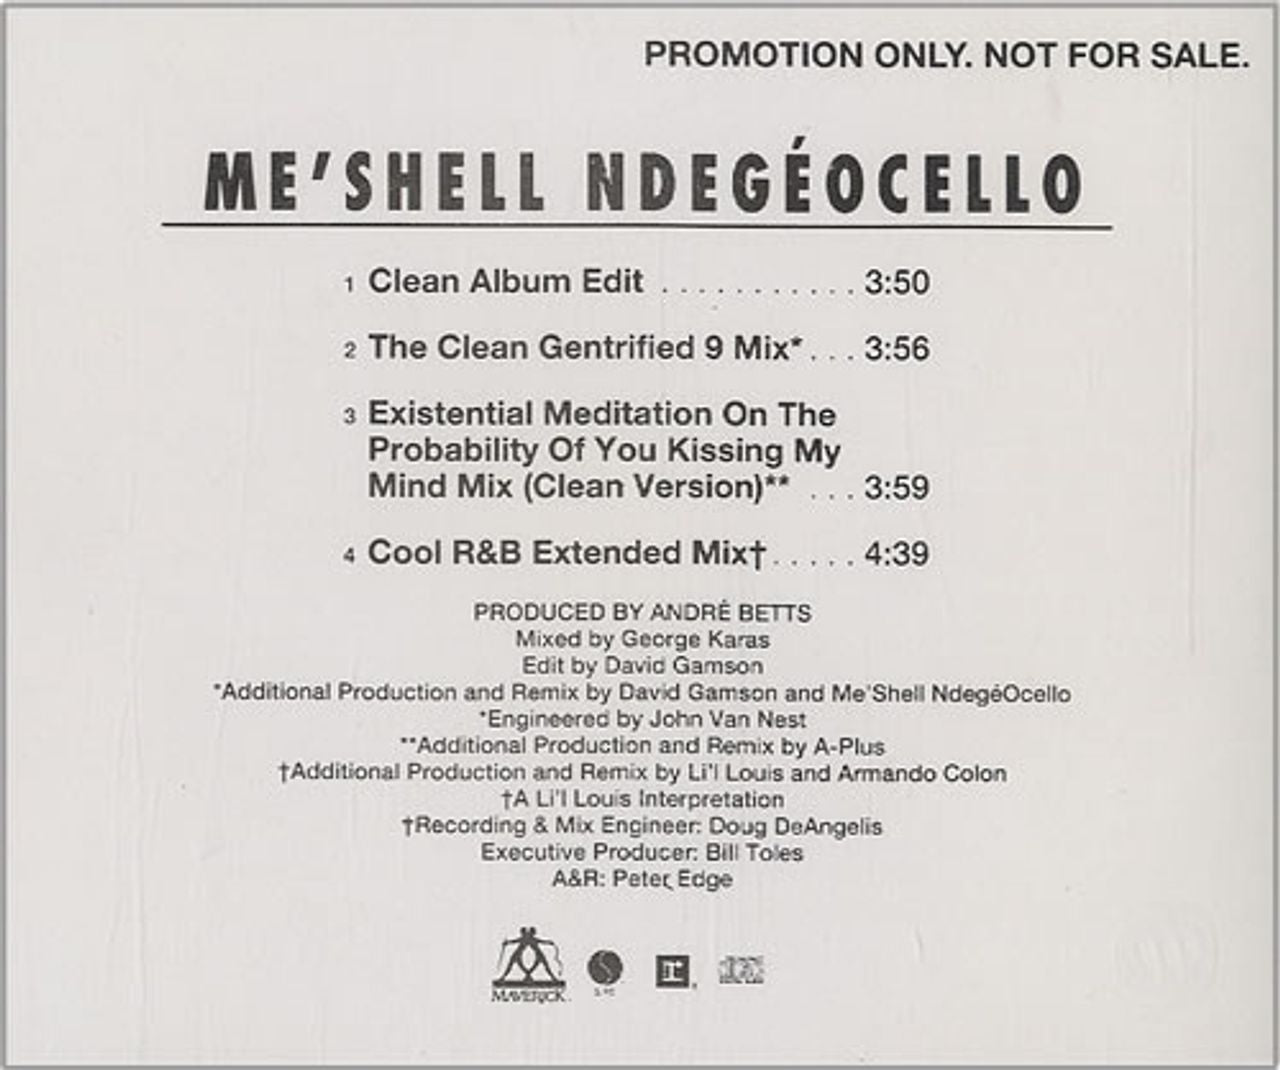 PROMOTION ONLY. NOT FOR SALE.
ME'SHELL NDEGÉOCELLO
1 Clean Album Edit . . . . . . . . . . . 3:50
2 The Clean Gentrified 9 Mix* . . . 3:56
3 Existential Meditation On The
Probability Of You Kissing My
Mind Mix (Clean Version)** . . . 3:59
4 Cool R&B Extended Mix† . . . . . 4:39
PRODUCED BY ANDRÉ BETTS
Mixed by George Karas
Edit by David Gamson
*Additional Production and Remix by David Gamson and Me'Shell NdegéOcello
*Engineered by John Van Nest
**Additional Production and Remix by A-Plus
†Additional Production and Remix by Li'l Louis and Armando Colon
†A Li'l Louis Interpretation
†Recording & Mix Engineer: Doug DeAngelis
Executive Producer: Bill Toles
A&R: Peter Edge
MAVERICK